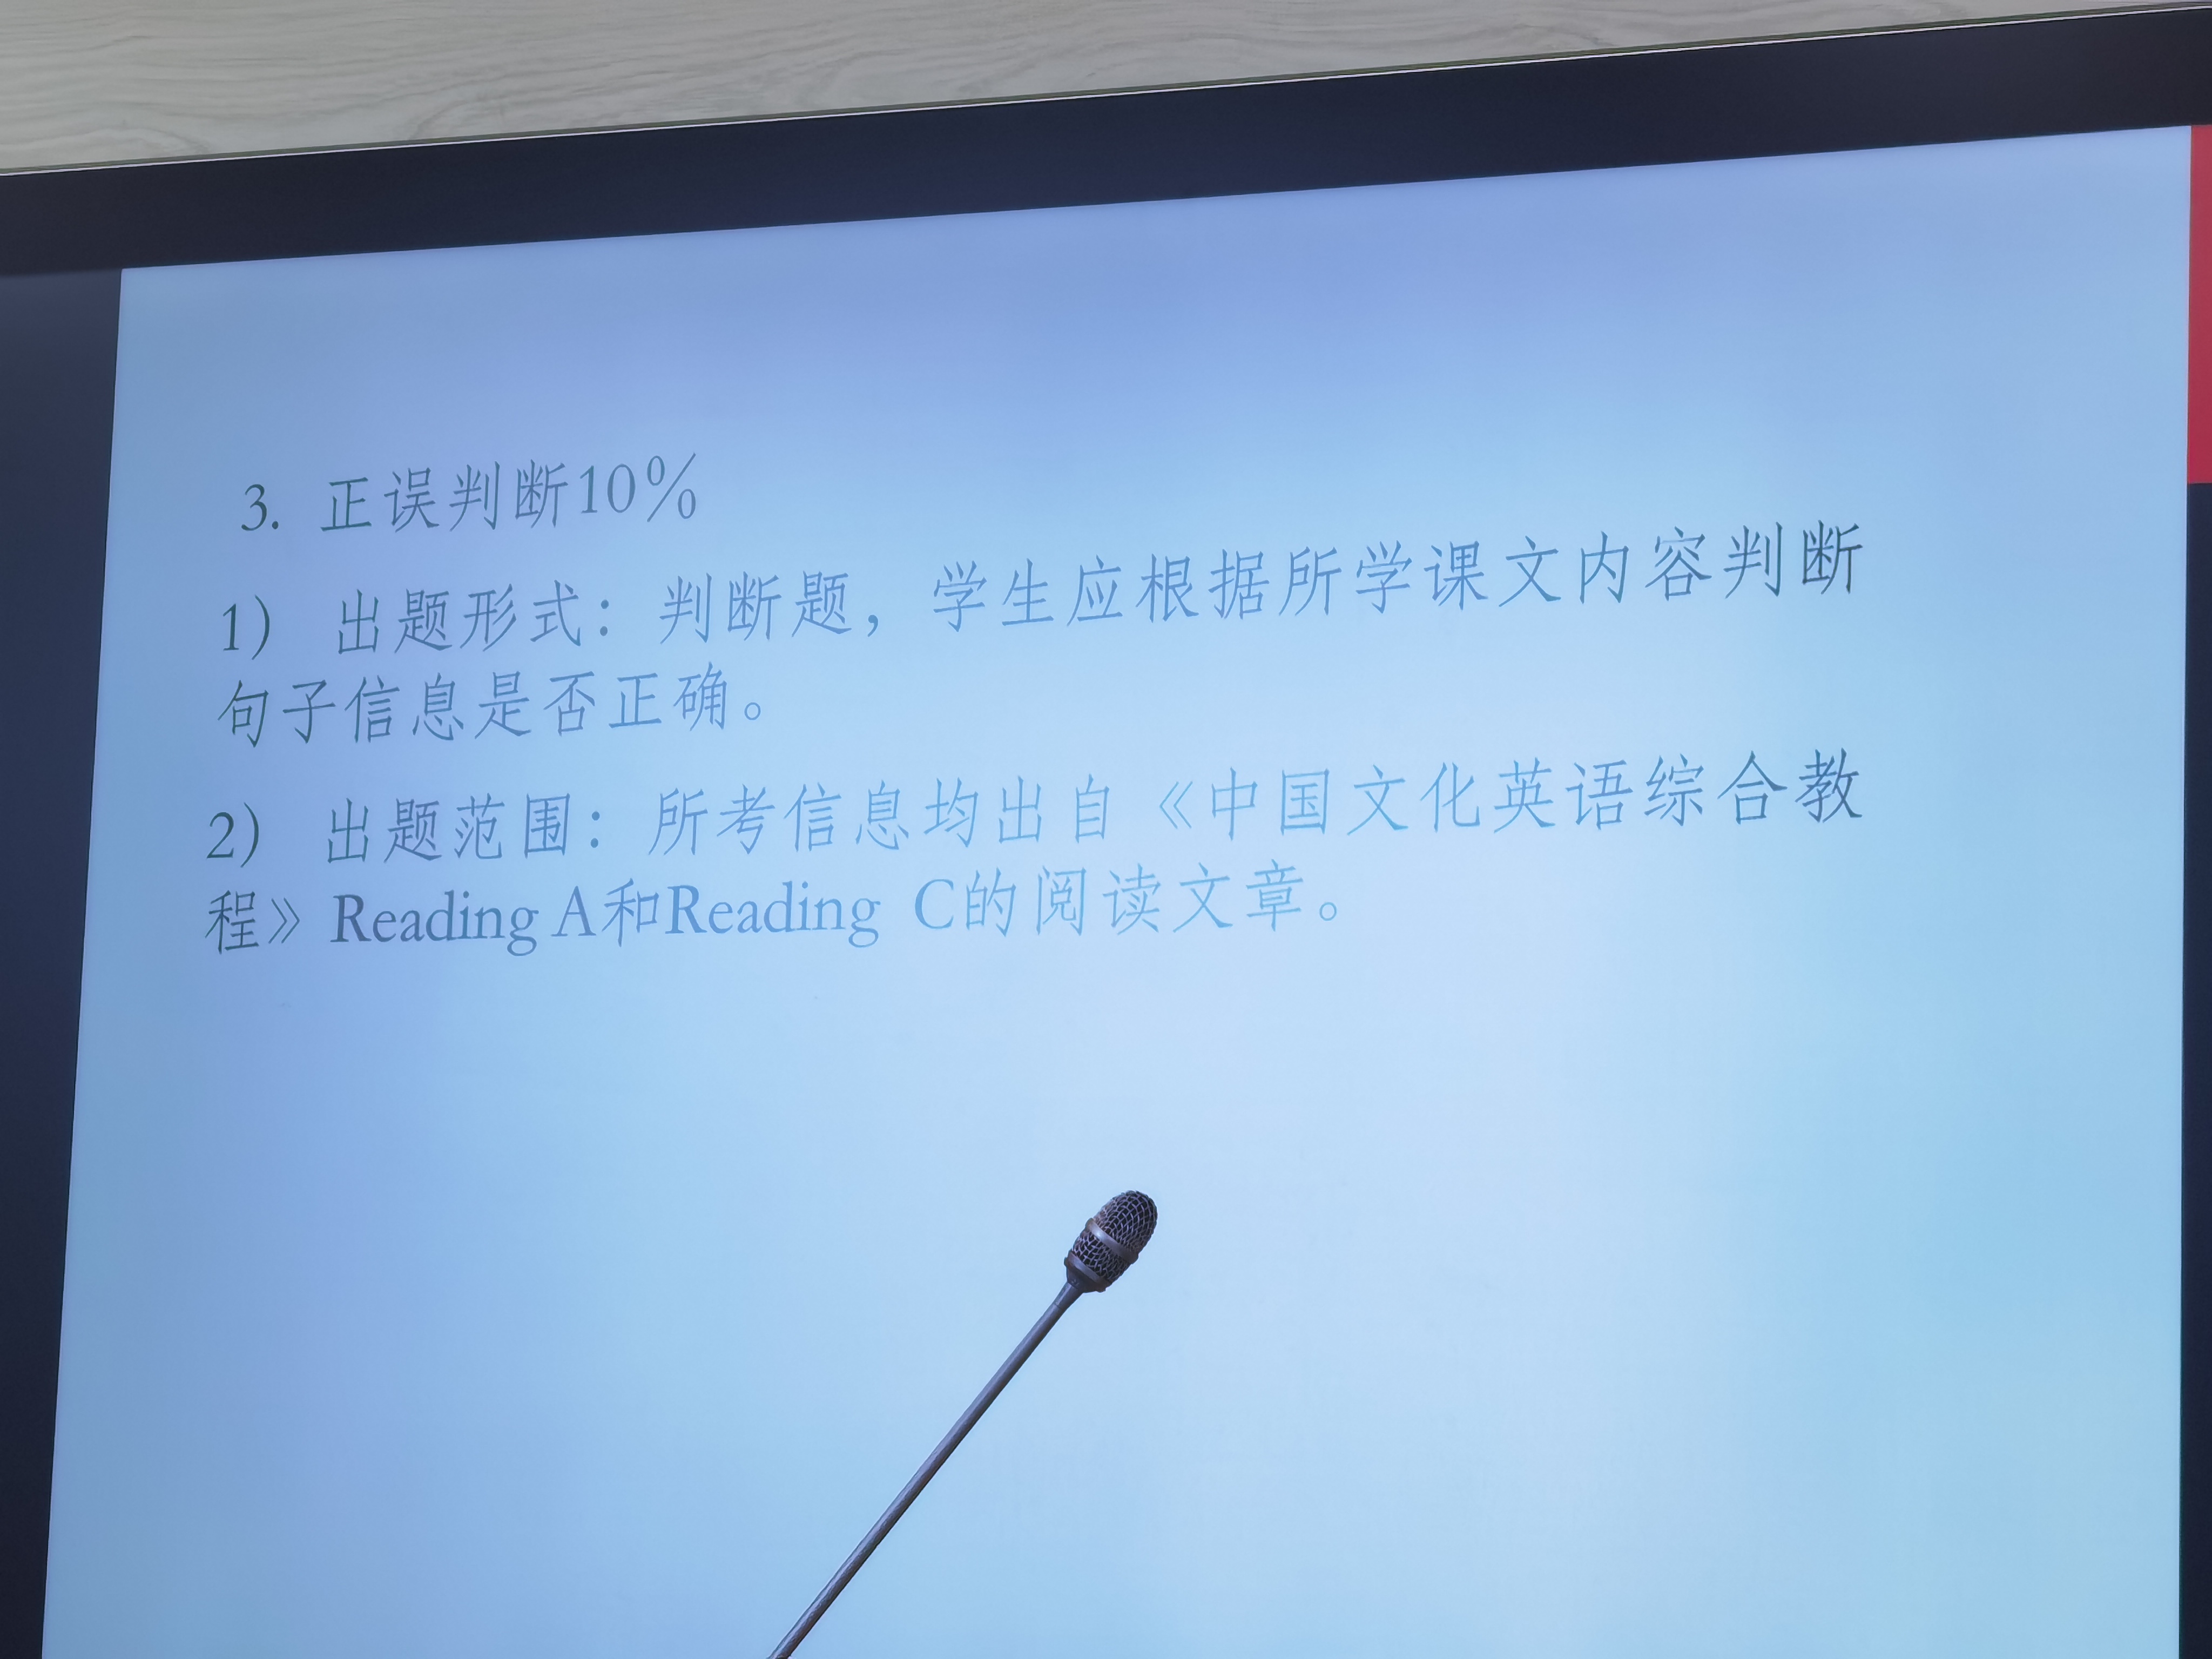 3. 正误判断10%
1) 出题形式：判断题，学生应根据所学课文内容判断
句子信息是否正确。
2) 出题范围：所考信息均出自《中国文化英语综合教
程》Reading A和Reading C的阅读文章。